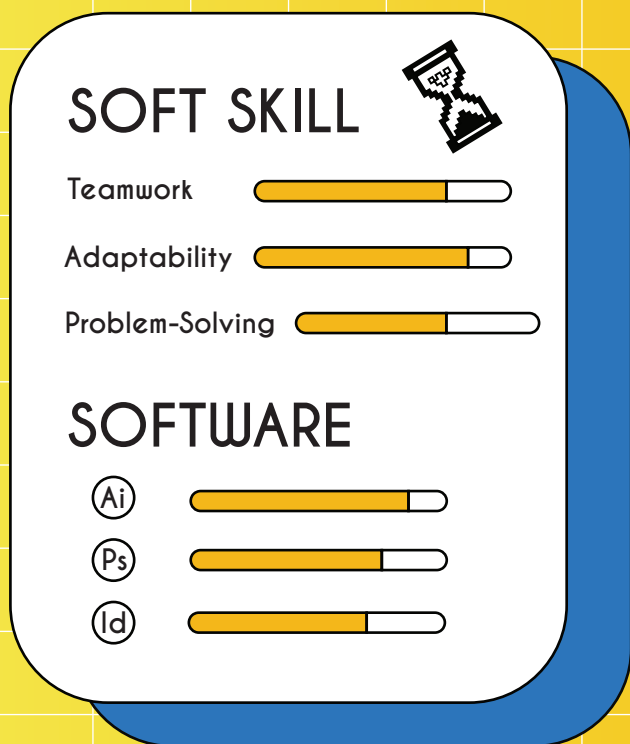 SOFT SKILL
Teamwork
Adaptability
Problem-Solving
SOFTWARE
Ai
Ps
Id